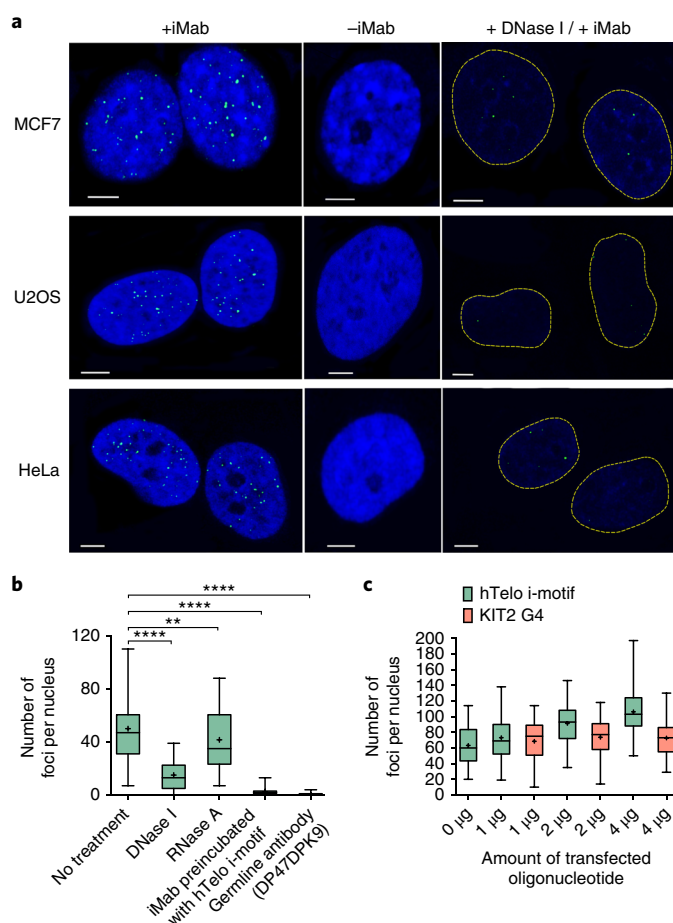 a
+iMab –iMab + DNase I / + iMab
MCF7
U2OS
HeLa
b
****
****
**
****
Number of
foci per nucleus
120
80
40
0
No treatment
DNase I
RNase A
iMab preincubated
with hTelo i-motif
Germline antibody
(DP47DPK9)
c
hTelo i-motif
KIT2 G4
Number of
foci per nucleus
200
180
160
140
120
100
80
60
40
20
0
0 µg
1 µg
1 µg
2 µg
2 µg
4 µg
4 µg
Amount of transfected
oligonucleotide